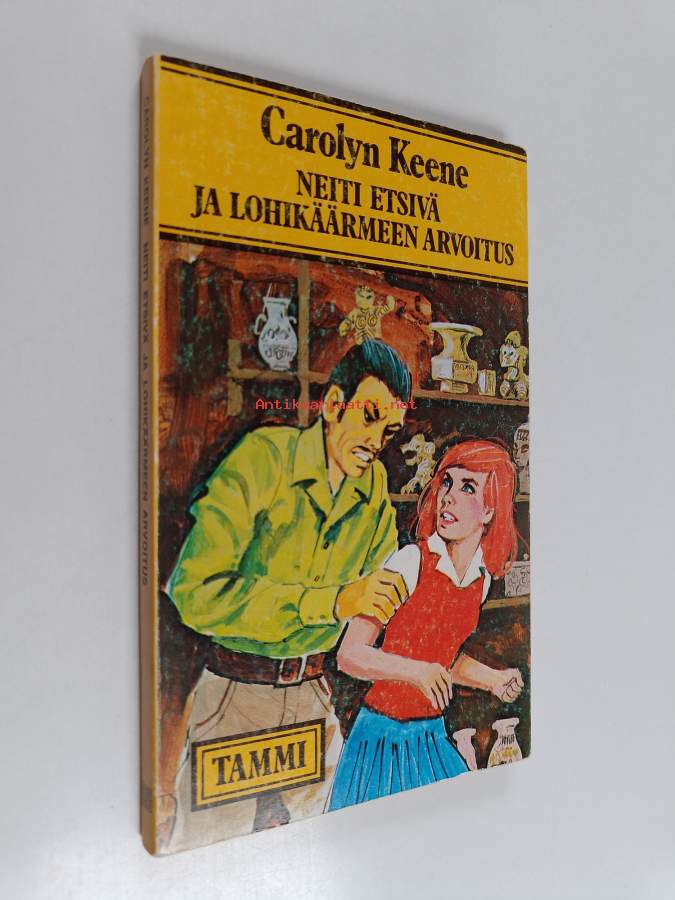 Carolyn Keene
NEITI ETSIVÄ
JA LOHIKÄÄRMEEN ARVOITUS
Antikvariaatti.net
TAMMI
CAROLYN KEENE NEITI ETSIVÄ JA LOHIKÄÄRMEEN ARVOITUS